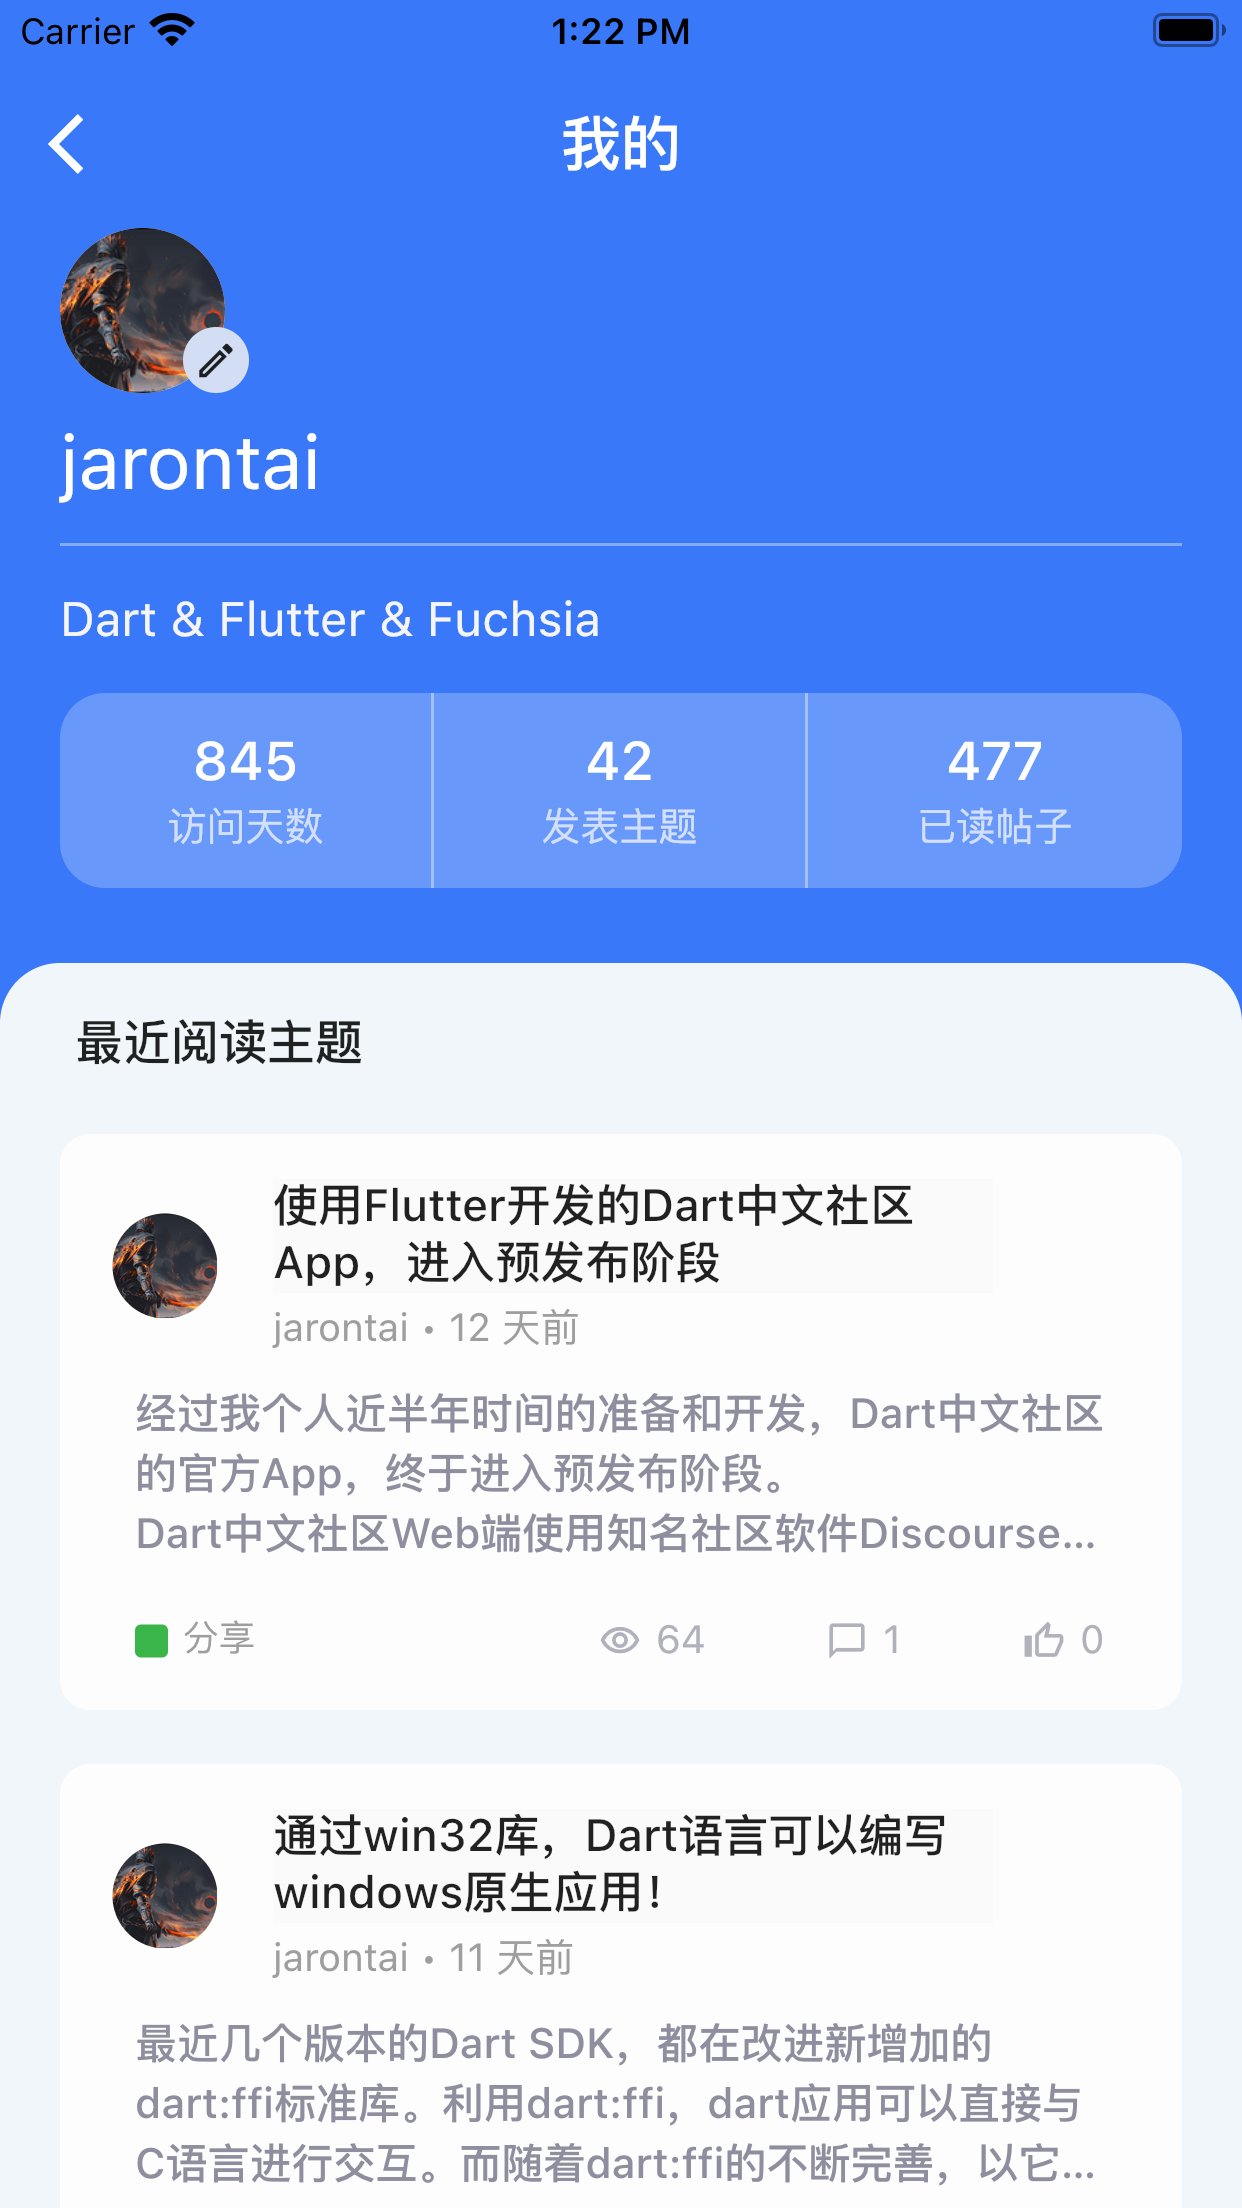 Carrier 1:22 PM
我的
jarontai
Dart & Flutter & Fuchsia
845 42 477
访问天数 发表主题 已读帖子
最近阅读主题
使用Flutter开发的Dart中文社区
App，进入预发布阶段
jarontai • 12 天前
经过我个人近半年时间的准备和开发，Dart中文社区
的官方App，终于进入预发布阶段。
Dart中文社区Web端使用知名社区软件Discourse...
分享 64 1 0
通过win32库，Dart语言可以编写
windows原生应用！
jarontai • 11 天前
最近几个版本的Dart SDK，都在改进新增加的
dart:ffi标准库。利用dart:ffi，dart应用可以直接与
C语言进行交互。而随着dart:ffi的不断完善，以它...